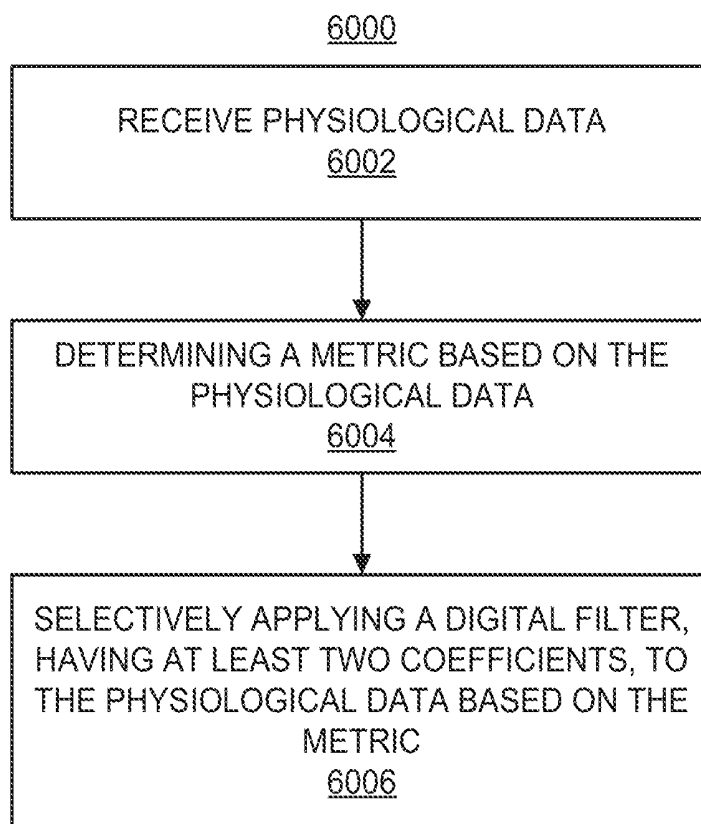 6000
RECEIVE PHYSIOLOGICAL DATA
6002
DETERMINING A METRIC BASED ON THE
PHYSIOLOGICAL DATA
6004
SELECTIVELY APPLYING A DIGITAL FILTER,
HAVING AT LEAST TWO COEFFICIENTS, TO
THE PHYSIOLOGICAL DATA BASED ON THE
METRIC
6006